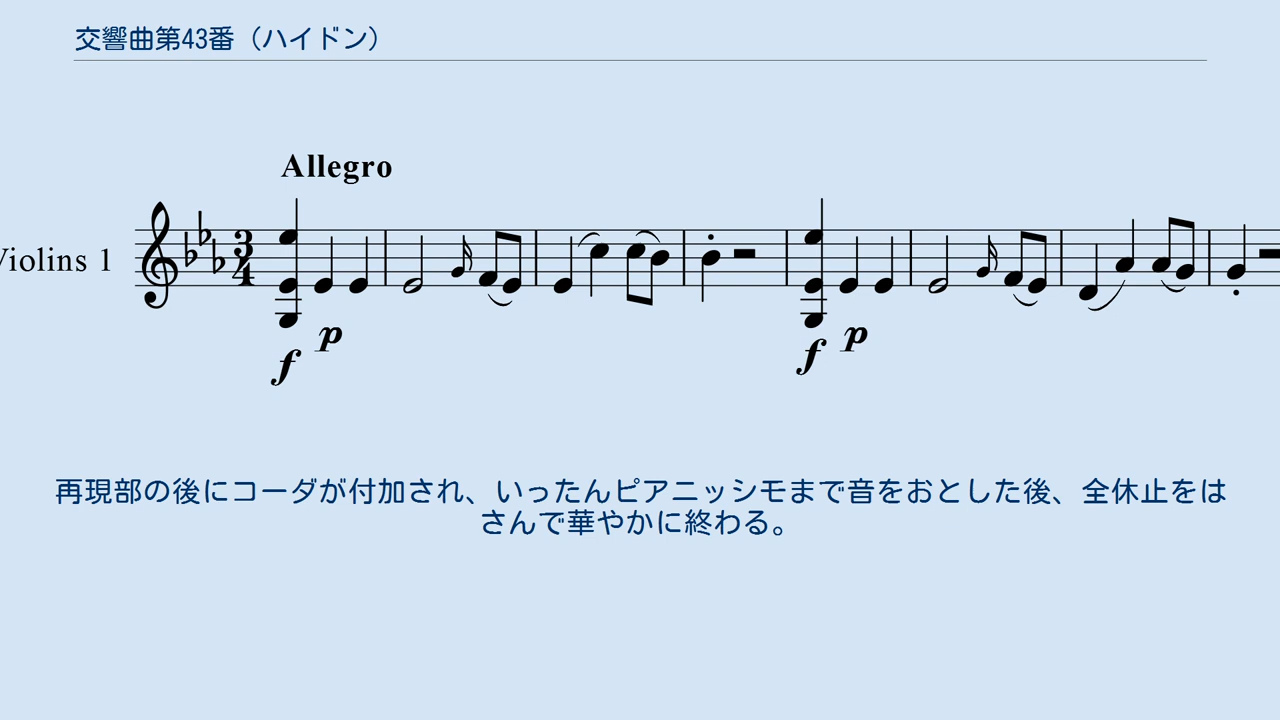 交響曲第43番（ハイドン）
Allegro
Violins 1
3
4
f
p
f
p
再現部の後にコーダが付加され、いったんピアニッシモまで音をおとした後、全休止をは
さんで華やかに終わる。